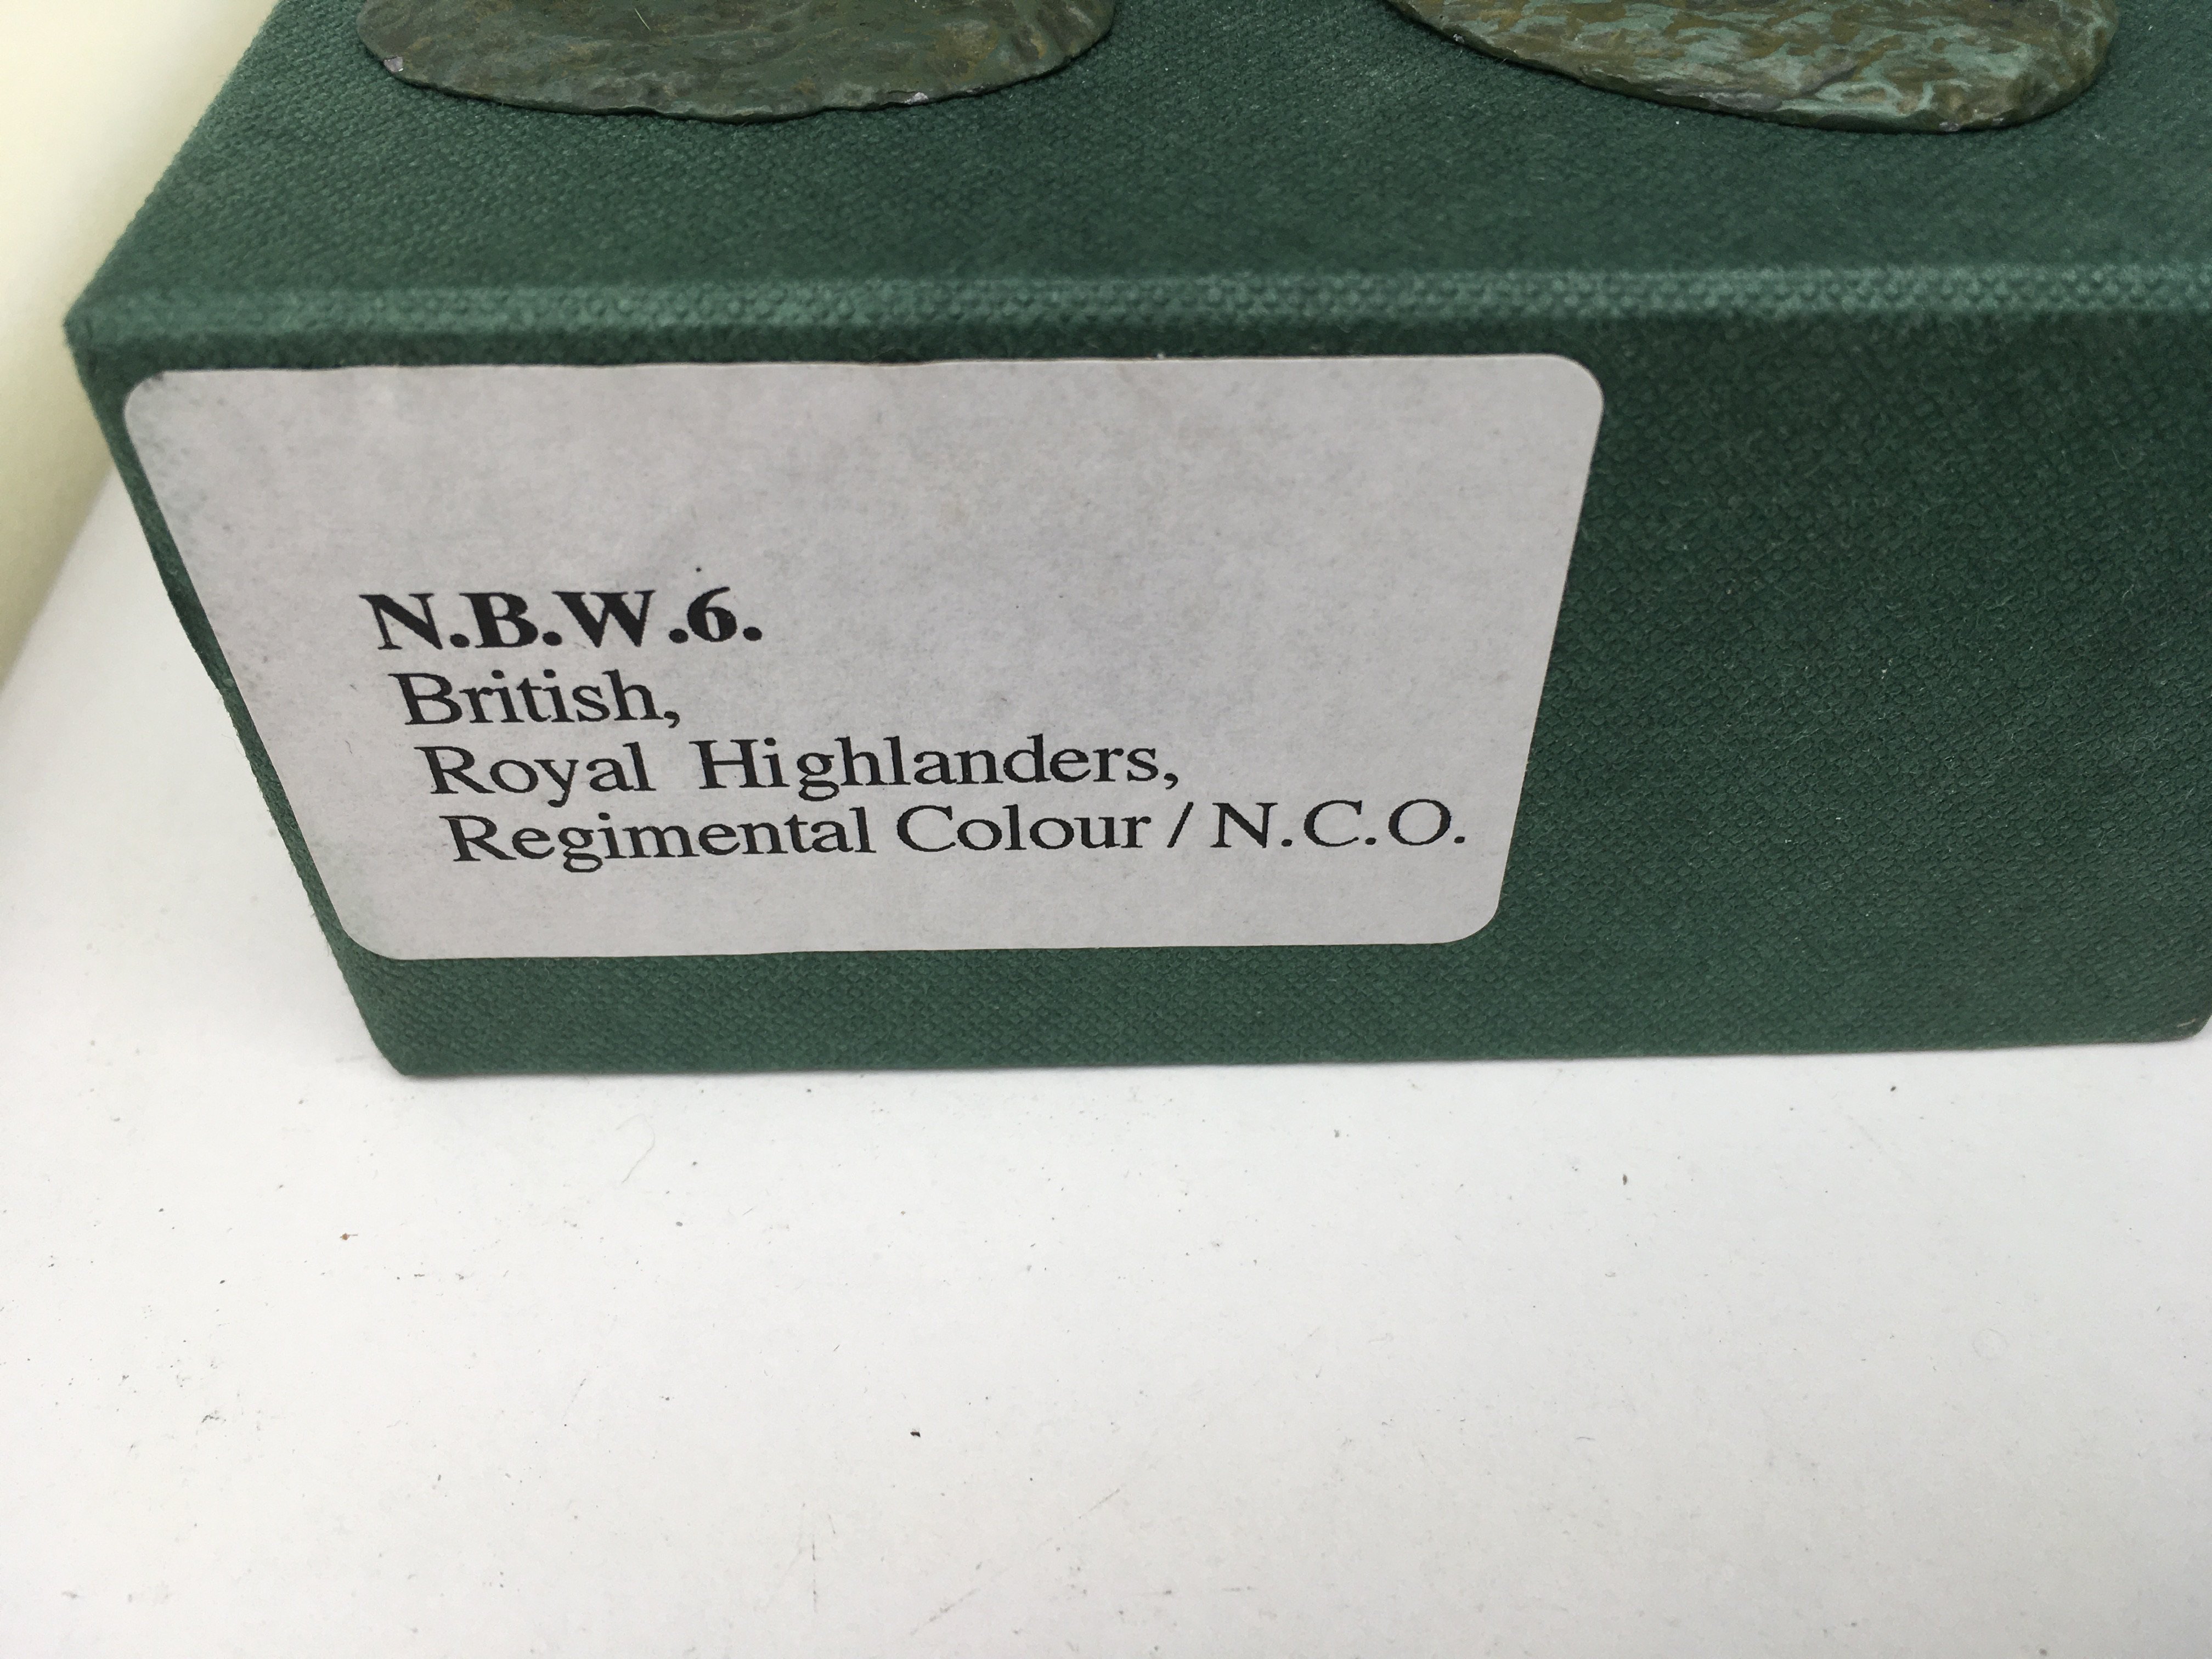 N.B.W.6.
British,
Royal Highlanders,
Regimental Colour / N.C.O.